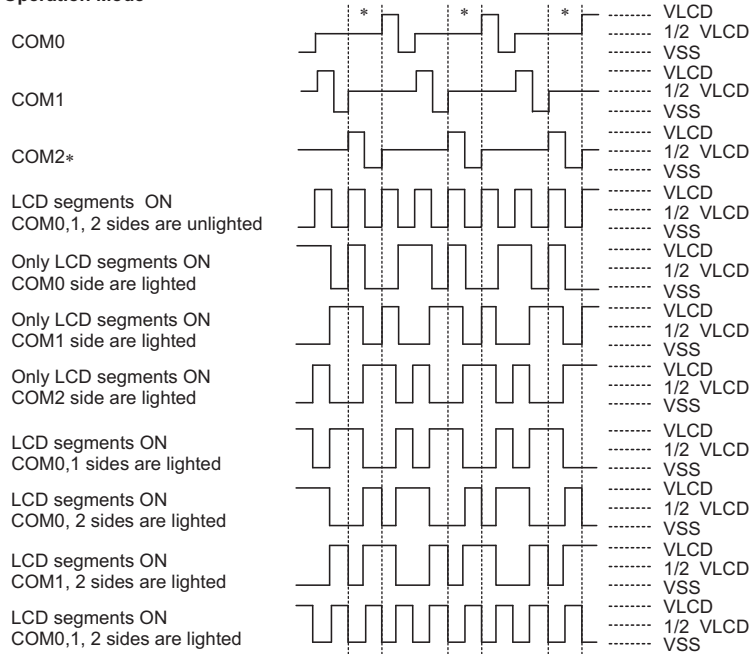 Operation Mode
* * *
COM0
VLCD
1/2 VLCD
VSS
COM1
VLCD
1/2 VLCD
VSS
COM2*
VLCD
1/2 VLCD
VSS
LCD segments ON
COM0,1, 2 sides are unlighted
VLCD
1/2 VLCD
VSS
Only LCD segments ON
COM0 side are lighted
VLCD
1/2 VLCD
VSS
Only LCD segments ON
COM1 side are lighted
VLCD
1/2 VLCD
VSS
Only LCD segments ON
COM2 side are lighted
VLCD
1/2 VLCD
VSS
LCD segments ON
COM0,1 sides are lighted
VLCD
1/2 VLCD
VSS
LCD segments ON
COM0, 2 sides are lighted
VLCD
1/2 VLCD
VSS
LCD segments ON
COM1, 2 sides are lighted
VLCD
1/2 VLCD
VSS
LCD segments ON
COM0,1, 2 sides are lighted
VLCD
1/2 VLCD
VSS